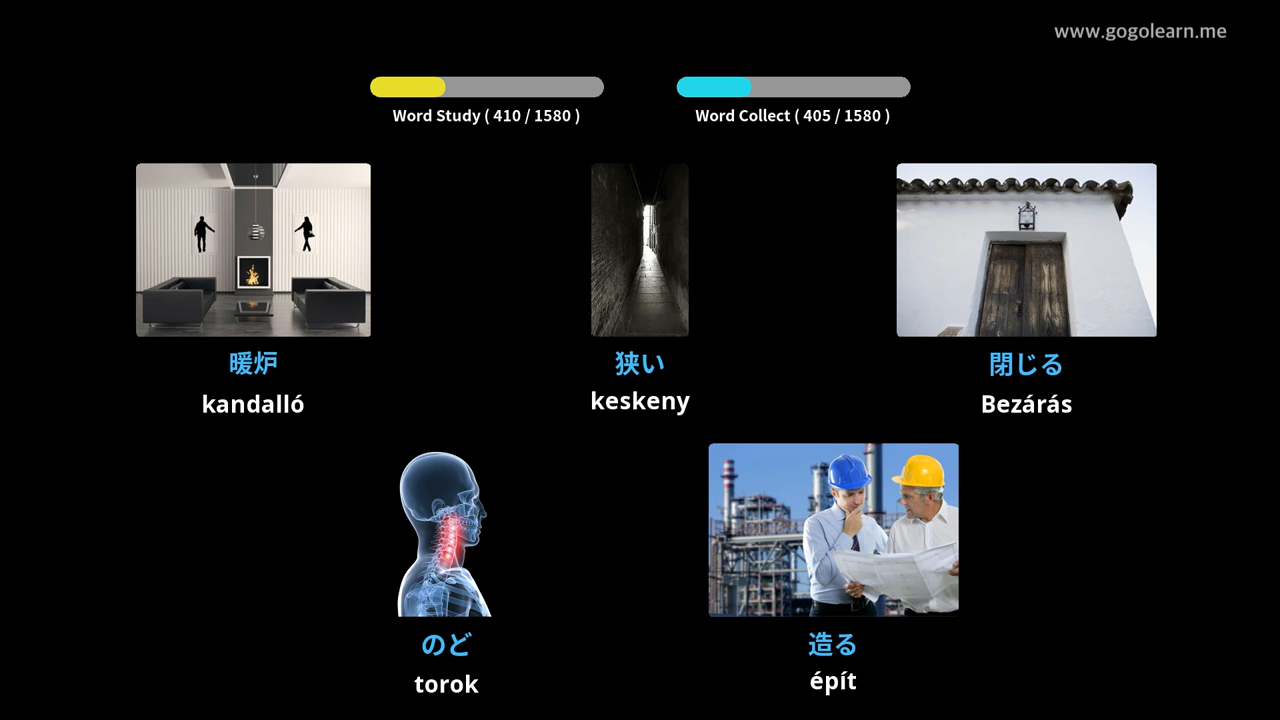 www.gogolearn.me
Word Study ( 410 / 1580 )
Word Collect ( 405 / 1580 )
暖炉
kandalló
狭い
keskeny
閉じる
Bezárás
のど
torok
造る
épít